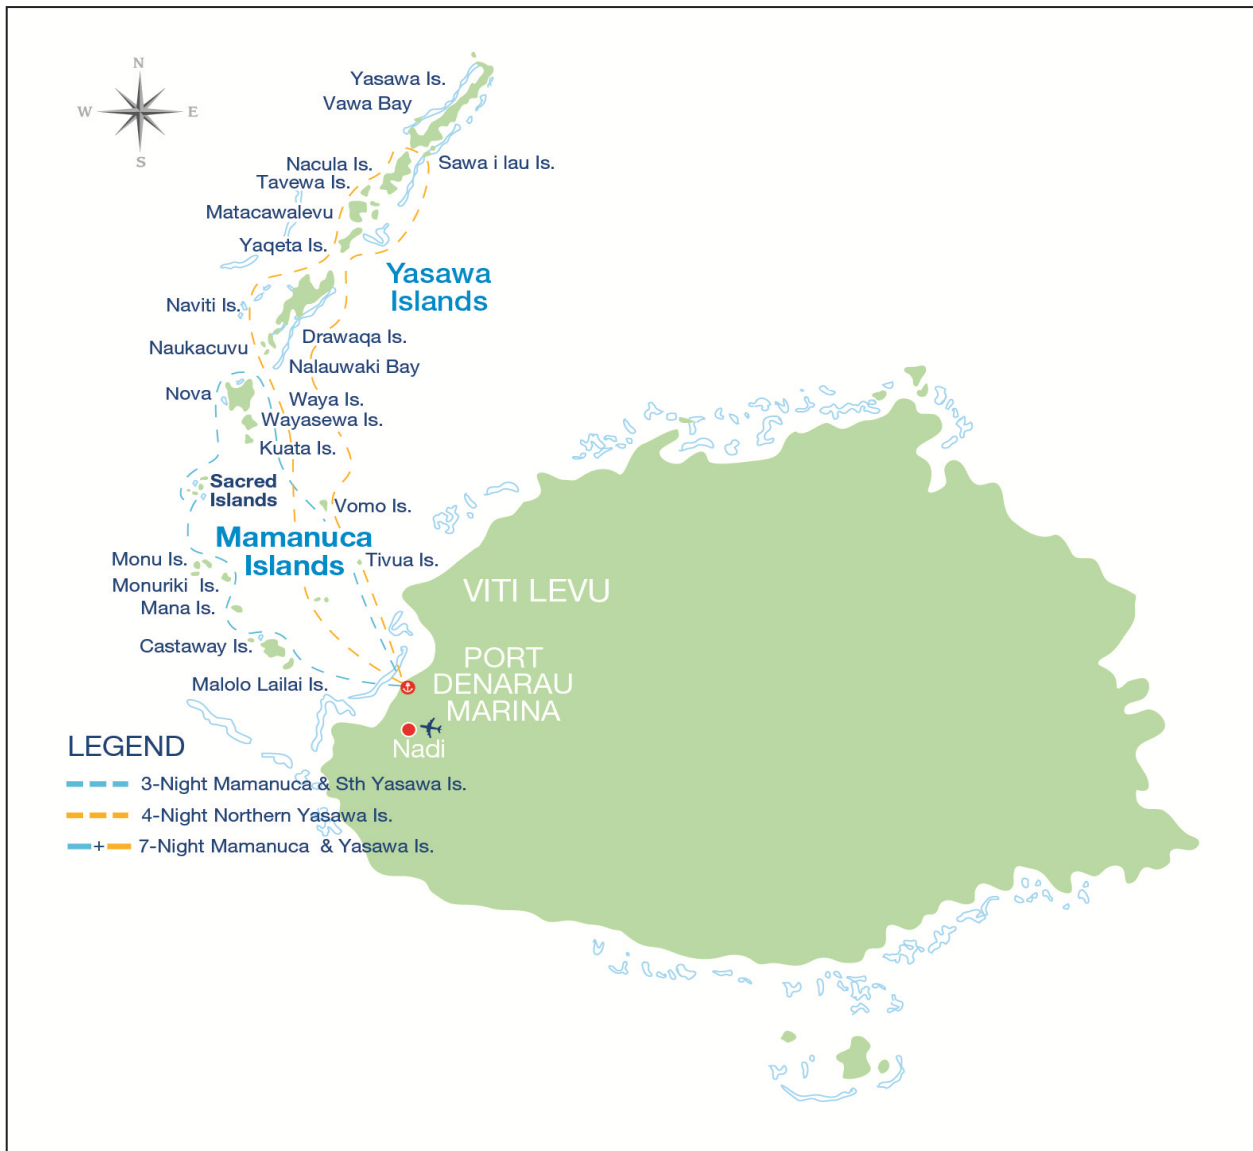 N
W
E
S
Yasawa Is.
Vawa Bay
Sawa i lau Is.
Nacula Is.
Tavewa Is.
Matacawalevu
Yaqeta Is.
Yasawa
Islands
Naviti Is.
Drawaqa Is.
Naukacuvu
Nalauwaki Bay
Nova
Waya Is.
Wayasewa Is.
Kuata Is.
Sacred
Islands
Vomo Is.
Mamanuca
Islands
Monu Is.
Tivua Is.
Monuriki Is.
Mana Is.
VITI LEVU
Castaway Is.
Malolo Lailai Is.
PORT
DENARAU
MARINA
Nadi
LEGEND
3-Night Mamanuca & Sth Yasawa Is.
4-Night Northern Yasawa Is.
+ 7-Night Mamanuca & Yasawa Is.